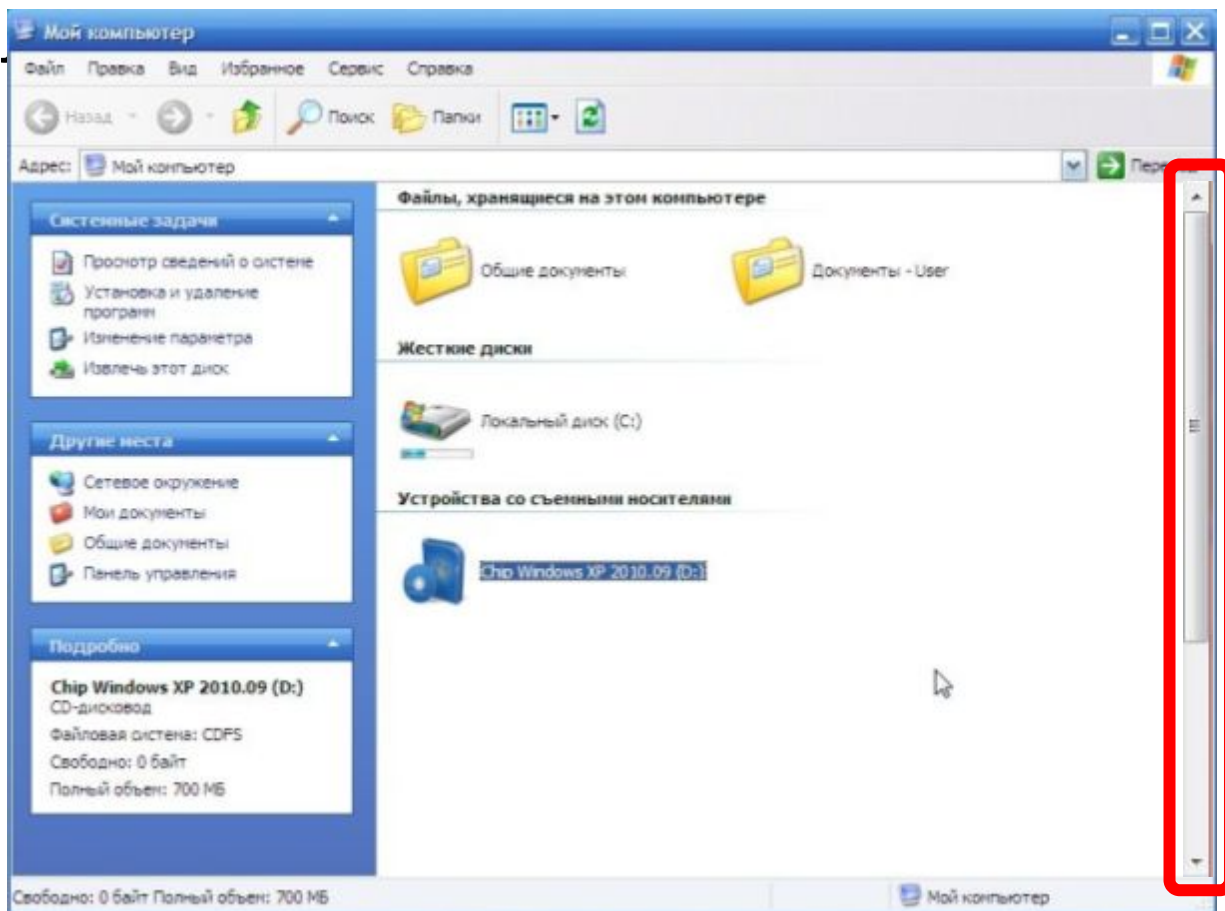 Мой компьютер
Файл Правка Вид Избранное Сервис Справка
Назад Поиск Папки
Адрес: Мой компьютер
Файлы, хранящиеся на этом компьютере
Системные задачи
Просмотр сведений о системе
Установка и удаление
программ
Изменение параметра
Извлечь этот диск
Общие документы
Документы - User
Жесткие диски
Локальный диск (C:)
Другие места
Сетевое окружение
Мои документы
Общие документы
Панель управления
Устройства со съемными носителями
Chip Windows XP 2010.09 (D:)
Подробно
Chip Windows XP 2010.09 (D:)
CD-дисковод
Файловая система: CDFS
Свободно: 0 байт
Полный объем: 700 МБ
Свободно: 0 байт Полный объем: 700 МБ
Мой компьютер